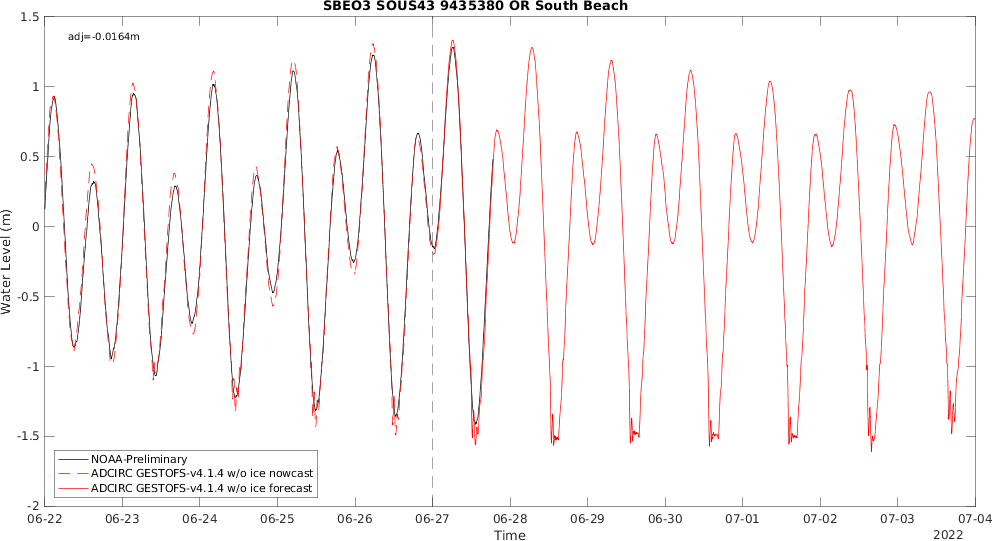 SBEO3 SOUS43 9435380 OR South Beach
adj=-0.0164m
1.5
1
0.5
0
-0.5
-1
-1.5
-2
Water Level (m)
NOAA-Preliminary
ADCIRC GESTOFS-v4.1.4 w/o ice nowcast
ADCIRC GESTOFS-v4.1.4 w/o ice forecast
06-22 06-23 06-24 06-25 06-26 06-27 06-28 06-29 06-30 07-01 07-02 07-03 07-04
Time
2022